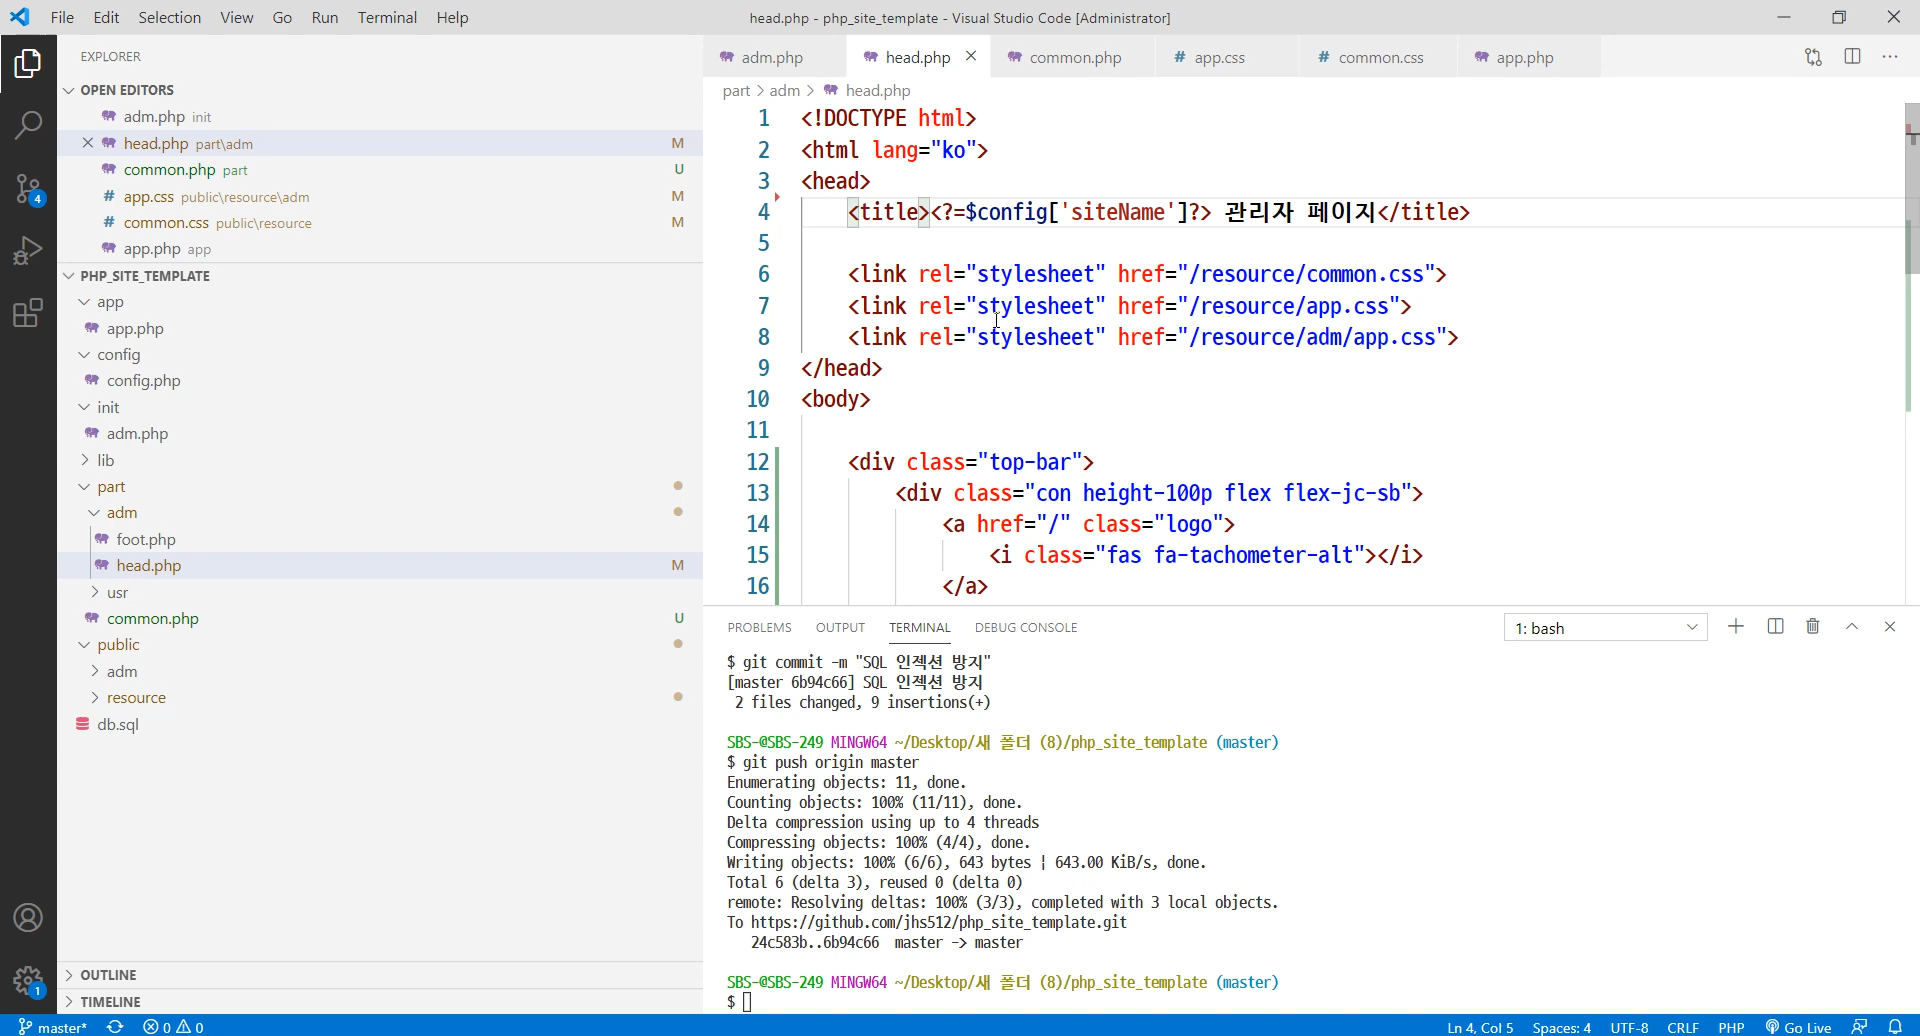 File Edit Selection View Go Run Terminal Help
head.php - php_site_template - Visual Studio Code [Administrator]
EXPLORER
OPEN EDITORS
adm.php init
head.php part\adm M
common.php part U
app.css public\resource\adm M
common.css public\resource M
app.php app
PHP_SITE_TEMPLATE
app
app.php
config
config.php
init
adm.php
lib
part
adm
foot.php
head.php M
usr
common.php U
public
adm
resource
db.sql
OUTLINE
TIMELINE
4
1
adm.php head.php common.php # app.css # common.css app.php
part > adm > head.php
1 <!DOCTYPE html>
2 <html lang="ko">
3 <head>
4 <title><?=$config['siteName']?> 관리자 페이지</title>
5
6 <link rel="stylesheet" href="/resource/common.css">
7 <link rel="stylesheet" href="/resource/app.css">
8 <link rel="stylesheet" href="/resource/adm/app.css">
9 </head>
10 <body>
11
12 <div class="top-bar">
13 <div class="con height-100p flex flex-jc-sb">
14 <a href="/" class="logo">
15 <i class="fas fa-tachometer-alt"></i>
16 </a>
PROBLEMS OUTPUT TERMINAL DEBUG CONSOLE 1: bash
$ git commit -m "SQL 인젝션 방지"
[master 6b94c66] SQL 인젝션 방지
2 files changed, 9 insertions(+)
SBS-@SBS-249 MINGW64 ~/Desktop/새 폴더 (8)/php_site_template (master)
$ git push origin master
Enumerating objects: 11, done.
Counting objects: 100% (11/11), done.
Delta compression using up to 4 threads
Compressing objects: 100% (4/4), done.
Writing objects: 100% (6/6), 643 bytes ¦ 643.00 KiB/s, done.
Total 6 (delta 3), reused 0 (delta 0)
remote: Resolving deltas: 100% (3/3), completed with 3 local objects.
To https://github.com/jhs512/php_site_template.git
24c583b..6b94c66 master -> master
SBS-@SBS-249 MINGW64 ~/Desktop/새 폴더 (8)/php_site_template (master)
$
master* 0 0 Ln 4, Col 5 Spaces: 4 UTF-8 CRLF PHP Go Live